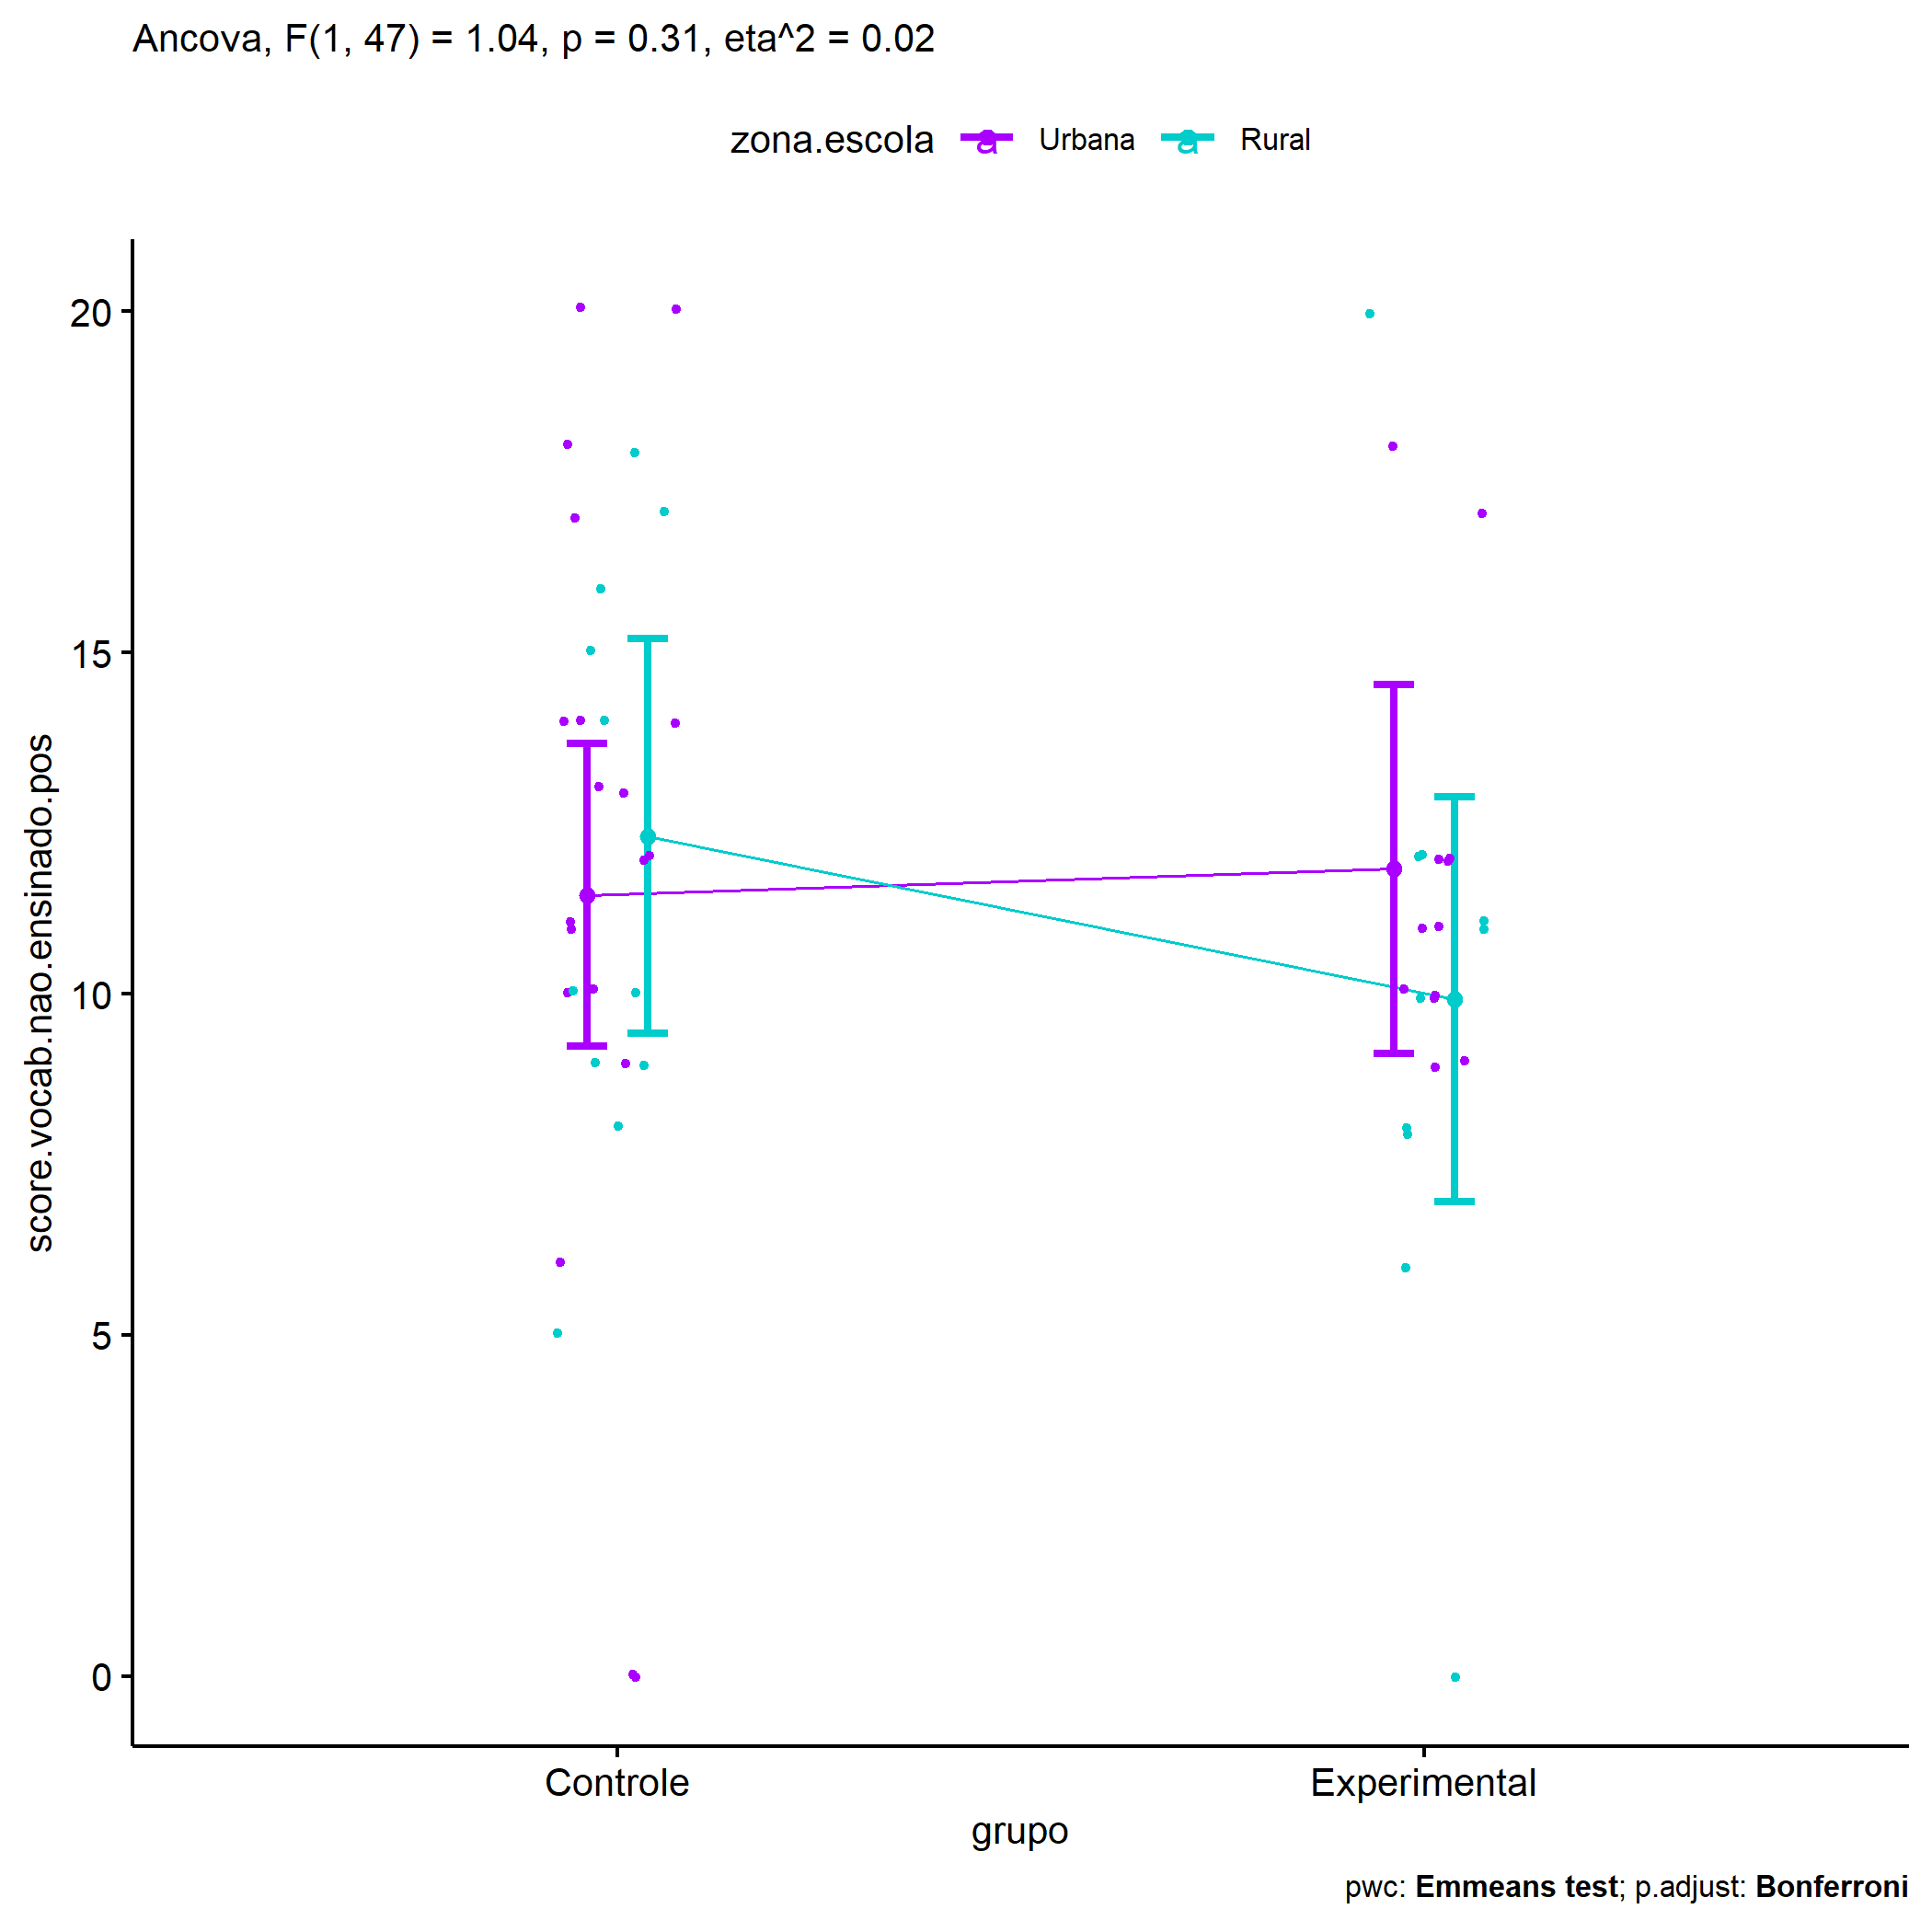 Ancova, F(1, 47) = 1.04, p = 0.31, eta^2 = 0.02
zona.escola a Urbana a Rural
score.vocab.nao.ensinado.pos
20
15
10
5
0
Controle Experimental
grupo
pwc: Emmeans test; p.adjust: Bonferroni